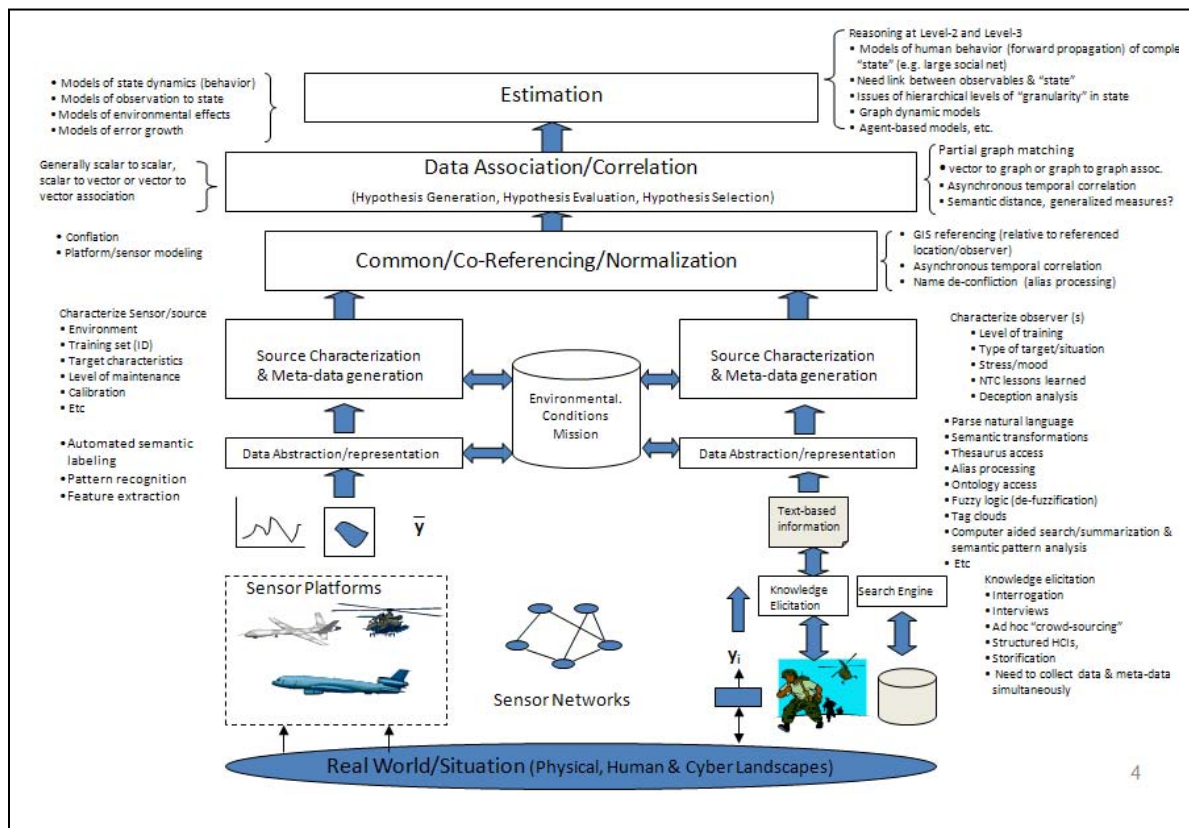 Reasoning at Level-2 and Level-3
▪ Models of human behavior (forward propagation) of comple
"state" (e.g. large social net)
▪ Need link between observables & "state"
▪ Issues of hierarchical levels of "granularity" in state
▪ Graph dynamic models
▪ Agent-based models, etc.
▪ Models of state dynamics (behavior)
▪ Models of observation to state
▪ Models of environmental effects
▪ Models of error growth
Estimation
Generally scalar to scalar,
scalar to vector or vector to
vector association
Data Association/Correlation
(Hypothesis Generation, Hypothesis Evaluation, Hypothesis Selection)
Partial graph matching
▪ vector to graph or graph to graph assoc.
▪ Asynchronous temporal correlation
▪ Semantic distance, generalized measures?
▪ Conflation
▪ Platform/sensor modeling
Common/Co-Referencing/Normalization
▪ GIS referencing (relative to referenced
location/observer)
▪ Asynchronous temporal correlation
▪ Name de-confliction (alias processing)
Characterize Sensor/source
▪ Environment
▪ Training set (ID)
▪ Target characteristics
▪ Level of maintenance
▪ Calibration
▪ Etc
Source Characterization
& Meta-data generation
Environmental.
Conditions
Mission
Source Characterization
& Meta-data generation
Characterize observer (s)
▪ Level of training
▪ Type of target/situation
▪ Stress/mood
▪ NTC lessons learned
▪ Deception analysis
▪ Automated semantic
labeling
▪ Pattern recognition
▪ Feature extraction
Data Abstraction/representation
Data Abstraction/representation
▪ Parse natural language
▪ Semantic transformations
▪ Thesaurus access
▪ Alias processing
▪ Ontology access
▪ Fuzzy logic (de-fuzzification)
▪ Tag clouds
▪ Computer aided search/summarization &
semantic pattern analysis
▪ Etc
y̅
Text-based
information
Sensor Platforms
Sensor Networks
yᵢ
Knowledge
Elicitation
Search Engine
Knowledge elicitation
▪ Interrogation
▪ Interviews
▪ Ad hoc "crowd-sourcing"
▪ Structured HCIs,
▪ Storification
▪ Need to collect data & meta-data
simultaneously
Real World/Situation (Physical, Human & Cyber Landscapes)
4